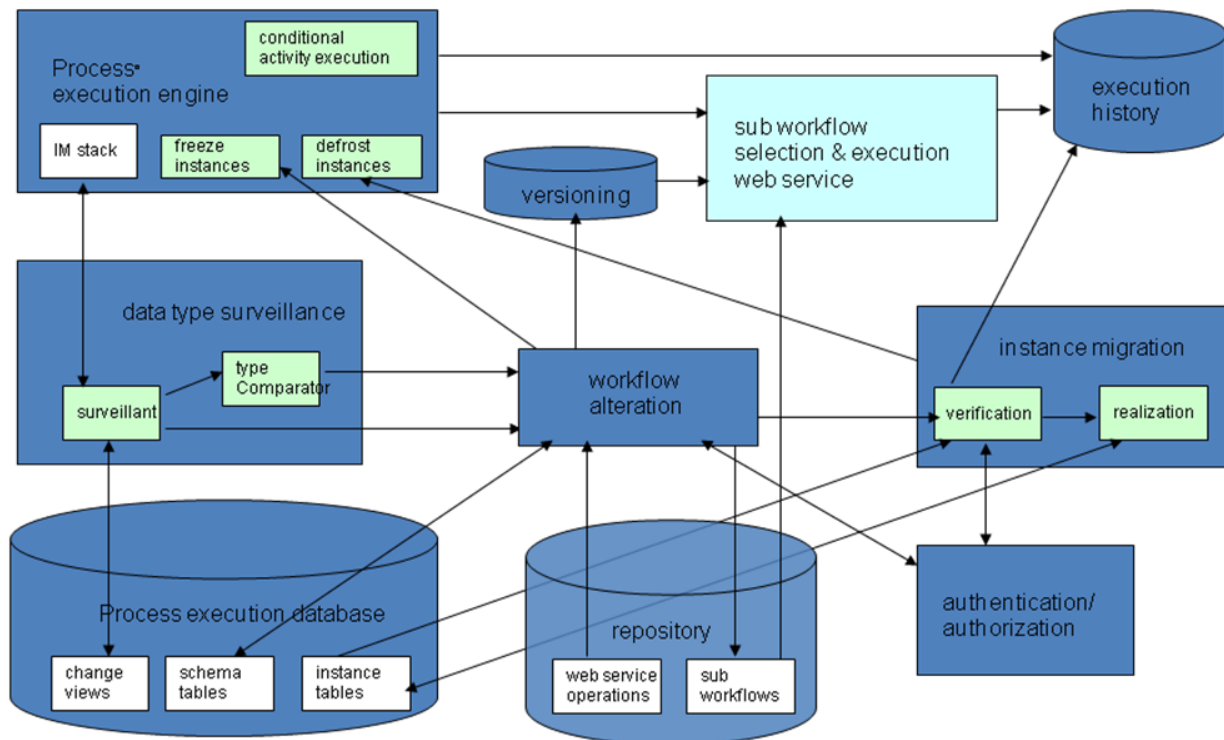 conditional
activity execution
Process▪
execution engine
IM stack
freeze
instances
defrost
instances
execution
history
sub workflow
selection & execution
web service
versioning
data type surveillance
type
Comparator
surveillant
workflow
alteration
instance migration
verification
realization
Process execution database
change
views
schema
tables
instance
tables
repository
web service
operations
sub
workflows
authentication/
authorization